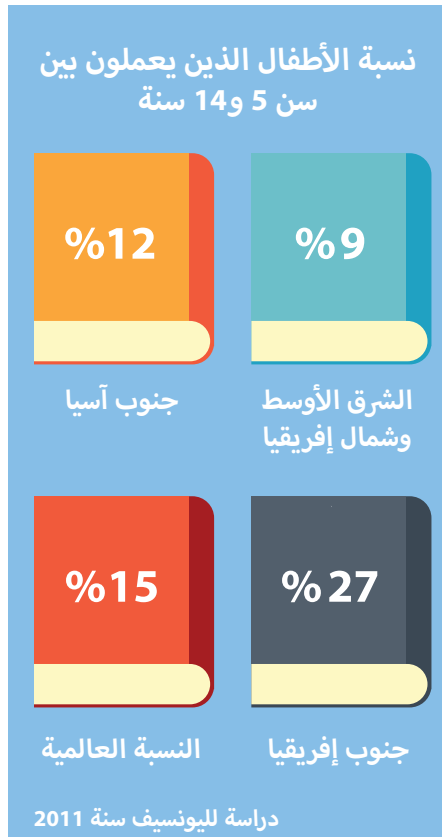 نسبة الأطفال الذين يعملون بين
سن 5 و14 سنة
%9
الشرق الأوسط
وشمال إفريقيا
%12
جنوب آسيا
%27
جنوب إفريقيا
%15
النسبة العالمية
دراسة لليونسيف سنة 2011